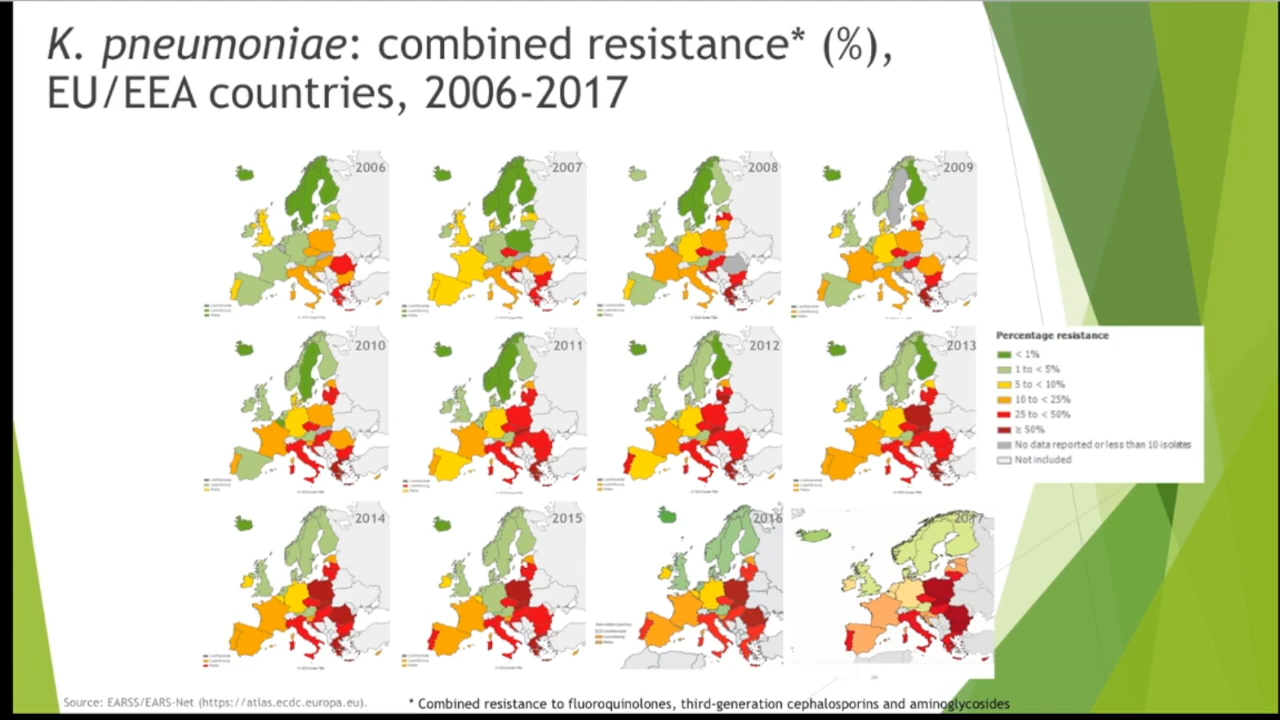 K. pneumoniae: combined resistance* (%),
EU/EEA countries, 2006-2017
2006
2007
2008
2009
2010
2011
2012
2013
Percentage resistance
< 1%
1 to < 5%
5 to < 10%
10 to < 25%
25 to < 50%
≥ 50%
No data reported or less than 10 isolates
Not included
2014
2015
2016
2017
Source: EARSS/EARS-Net (https://atlas.ecdc.europa.eu).
* Combined resistance to fluoroquinolones, third-generation cephalosporins and aminoglycosides